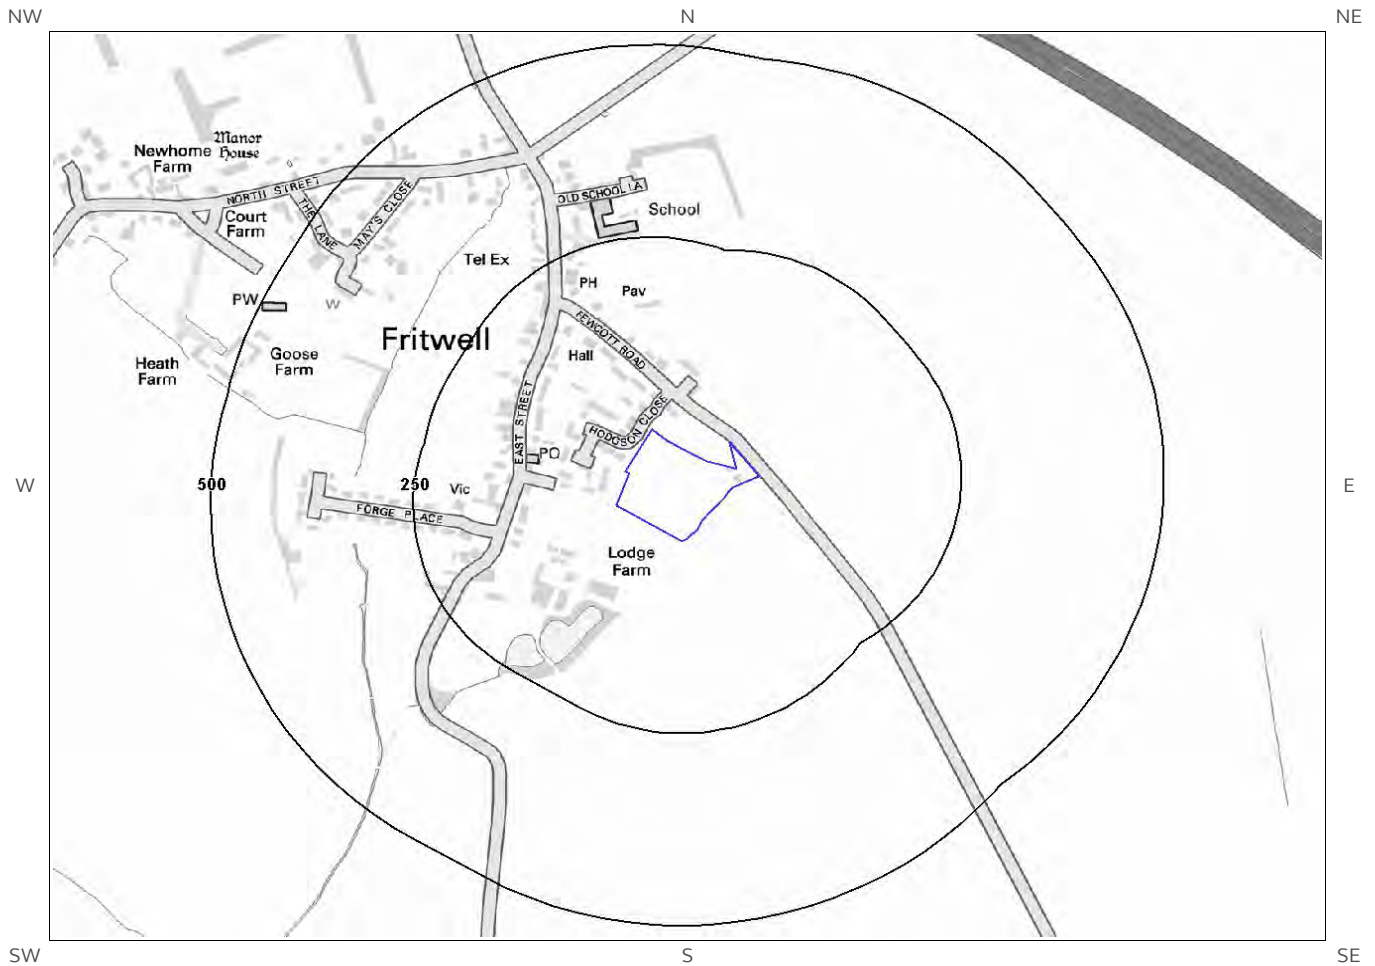 NW
N
NE
Newhome
Farm
Manor
House
NORTH STREET
THE LANE
MAY'S CLOSE
OLD SCHOOL LA
School
Court
Farm
Tel Ex
PH
Pav
PW
W
Fritwell
FEWCOTT ROAD
Heath
Farm
Goose
Farm
Hall
EAST STREET
HODGSON CLOSE
PO
W
500
250
Vic
E
FORGE PLACE
Lodge
Farm
SW
S
SE